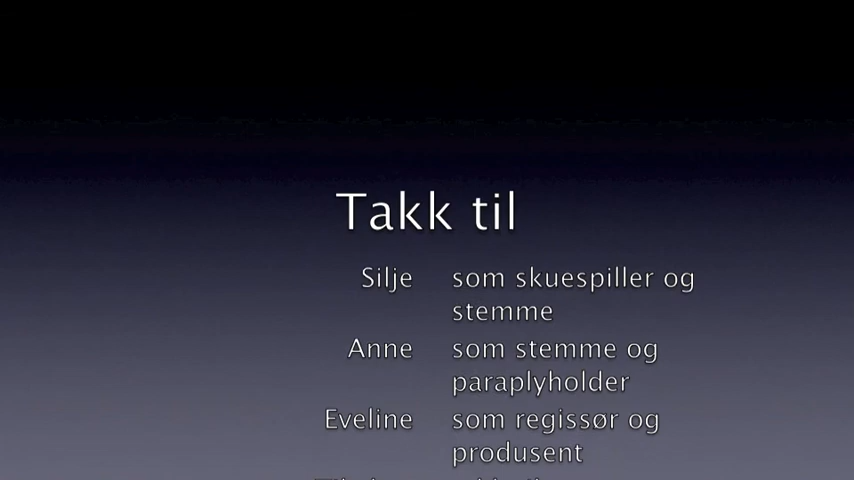 Takk til
Silje som skuespiller og
stemme
Anne som stemme og
paraplyholder
Eveline som regissør og
produsent